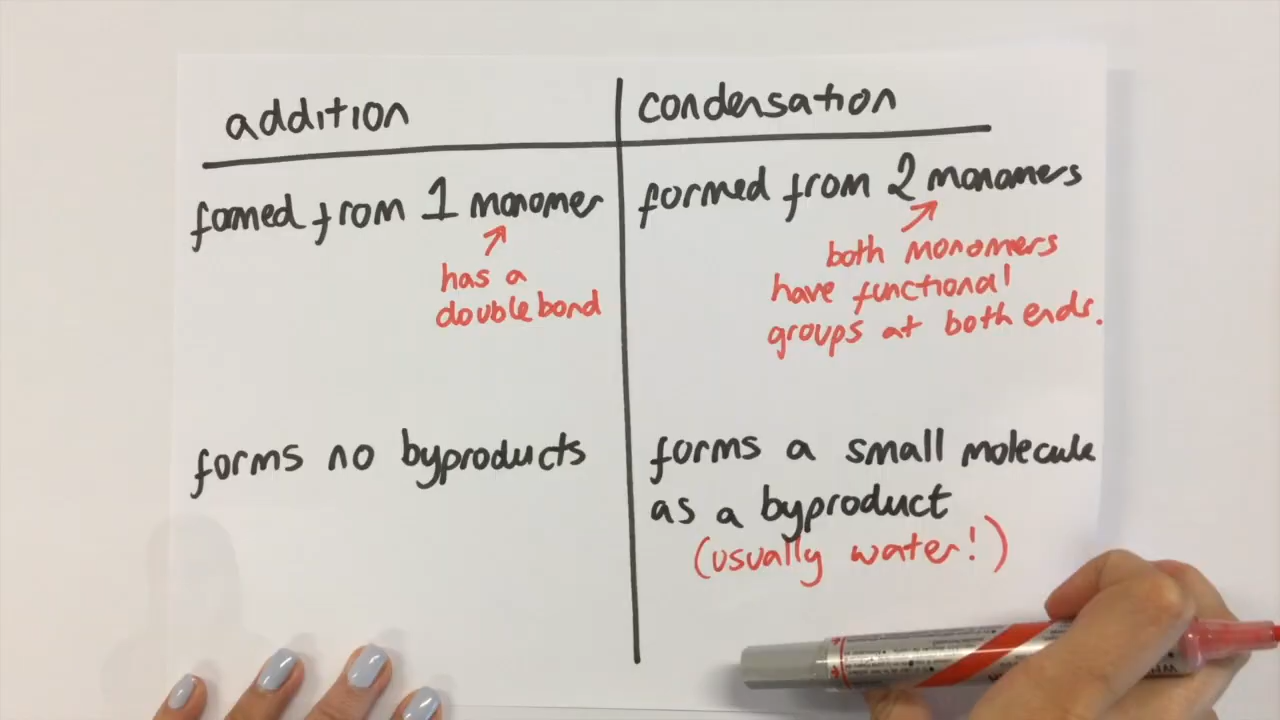 addition
condensation
famed from 1 monomer
has a
double bond
formed from 2 monomers
both monomers
have functional
groups at both ends.
forms no byproducts
forms a small molecule
as a byproduct
(usually water!)